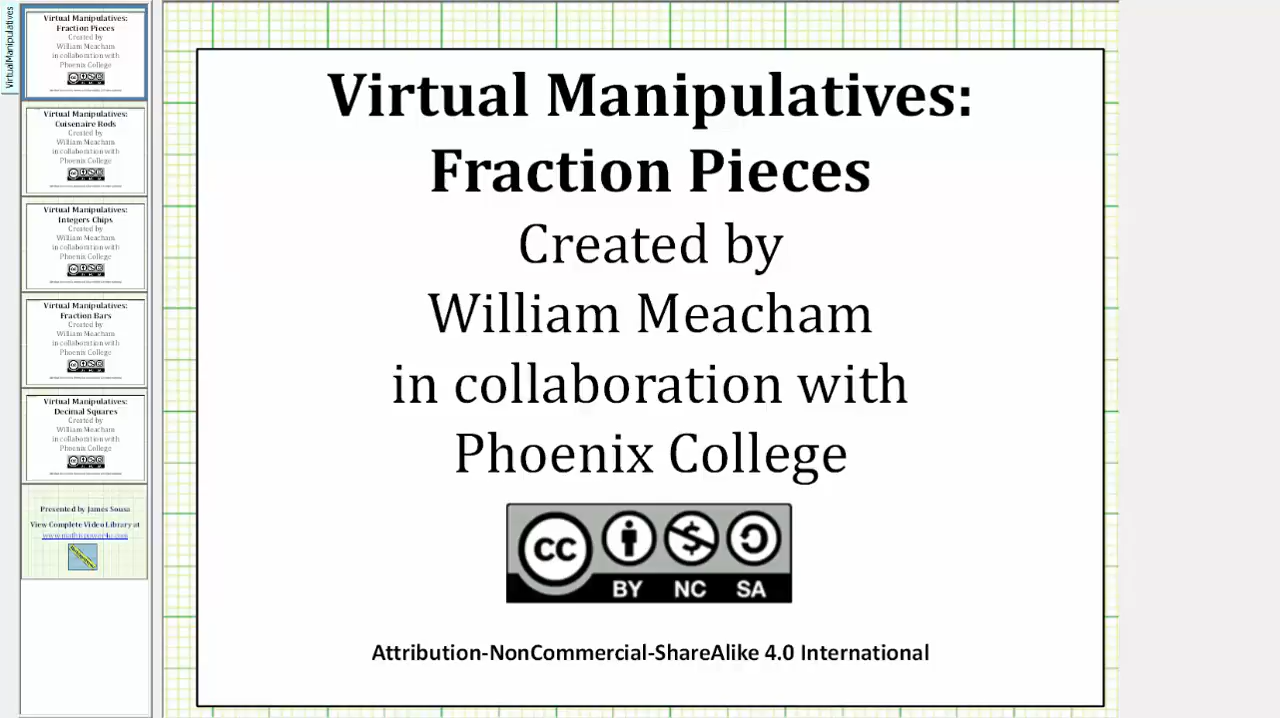 VirtualManipulatives
Virtual Manipulatives:
Fraction Pieces
Created by
William Meacham
in collaboration with
Phoenix College
Virtual Manipulatives:
Cuisenaire Rods
Created by
William Meacham
in collaboration with
Phoenix College
Virtual Manipulatives:
Integers Chips
Created by
William Meacham
in collaboration with
Phoenix College
Virtual Manipulatives:
Fraction Bars
Created by
William Meacham
in collaboration with
Phoenix College
Virtual Manipulatives:
Decimal Squares
Created by
William Meacham
in collaboration with
Phoenix College
Presented by James Sousa
View Complete Video Library at
Virtual Manipulatives:
Fraction Pieces
Created by
William Meacham
in collaboration with
Phoenix College
CC
BY NC SA
Attribution-NonCommercial-ShareAlike 4.0 International